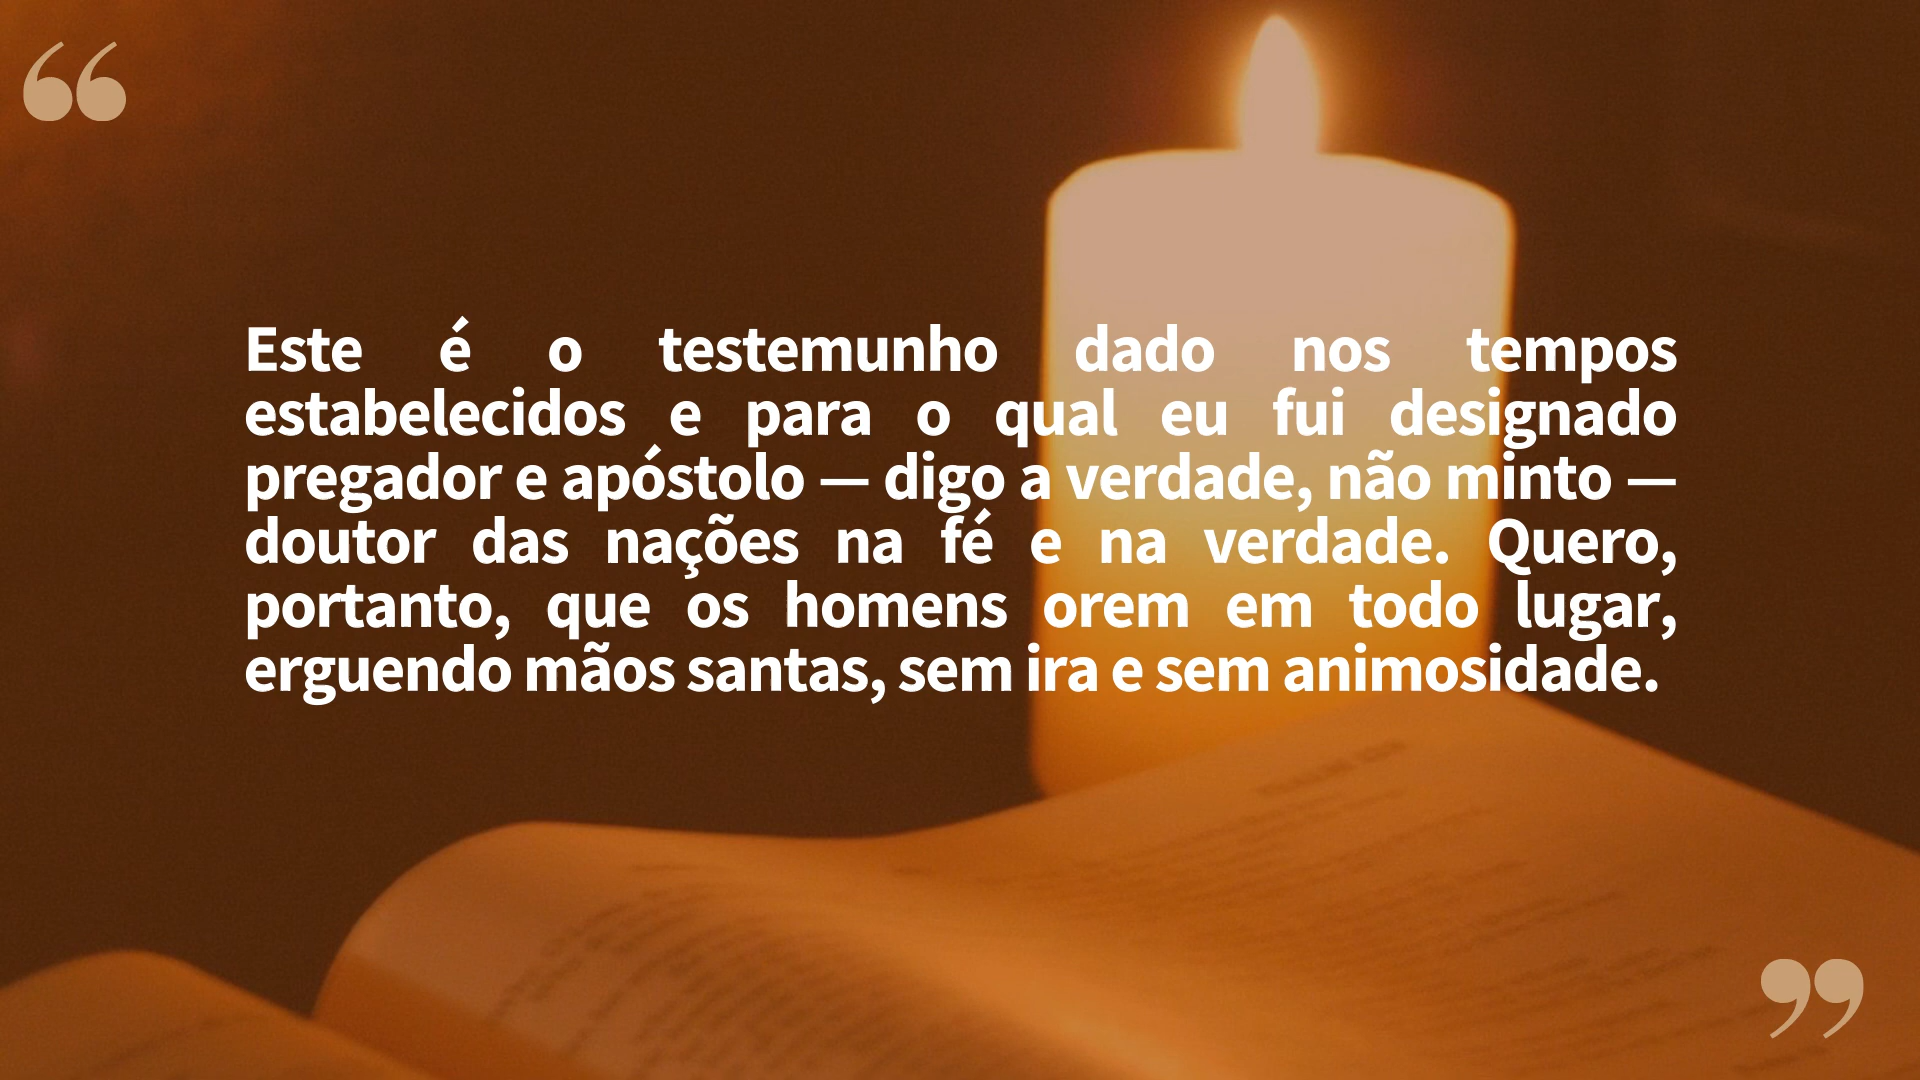 “
Este é o testemunho dado nos tempos
estabelecidos e para o qual eu fui designado
pregador e apóstolo — digo a verdade, não minto —
doutor das nações na fé e na verdade. Quero,
portanto, que os homens orem em todo lugar,
erguendo mãos santas, sem ira e sem animosidade.
”